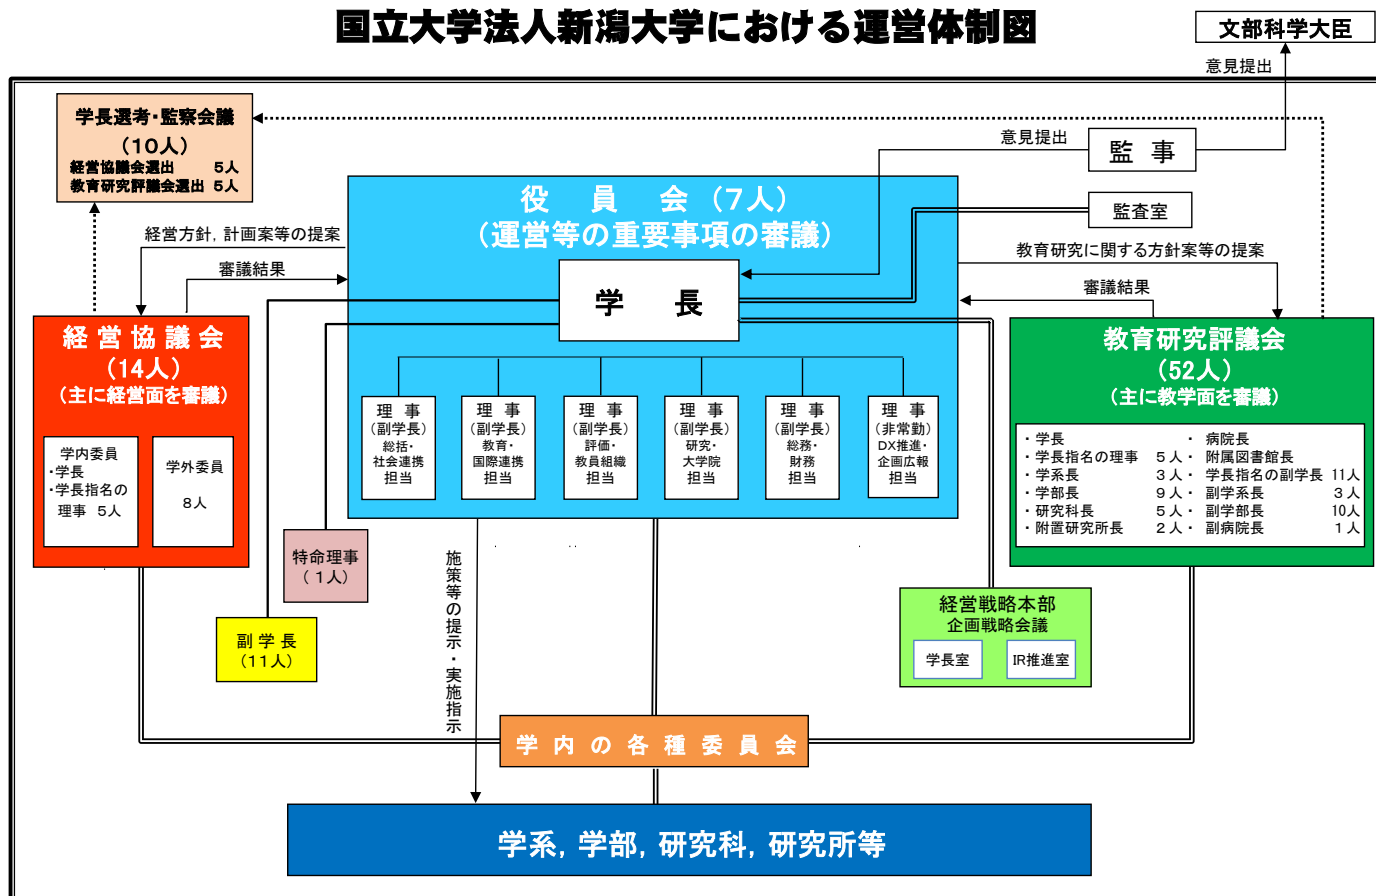 国立大学法人新潟大学における運営体制図
文部科学大臣
意見提出
学長選考・監察会議
(10人)
経営協議会選出 5人
教育研究評議会選出 5人
意見提出
監 事
監査室
役 員 会 (7人)
(運営等の重要事項の審議)
学 長
経営方針, 計画案等の提案
審議結果
教育研究に関する方針案等の提案
審議結果
経 営 協 議 会
(14人)
(主に経営面を審議)
学内委員
・学長
・学長指名の
理事 5人
学外委員
8人
理 事
(副学長)
総括・
社会連携
担当
理 事
(副学長)
教育・
国際連携
担当
理 事
(副学長)
評価・
教員組織
担当
理 事
(副学長)
研究・
大学院
担当
理 事
(副学長)
総務・
財務
担当
理 事
(非常勤)
DX推進・
企画広報
担当
教育研究評議会
(52人)
(主に教学面を審議)
・学長 ・病院長
・学長指名の理事 5人 ・附属図書館長
・学系長 3人 ・学長指名の副学長 11人
・学部長 9人 ・副学系長 3人
・研究科長 5人 ・副学部長 10人
・附置研究所長 2人 ・副病院長 1人
特命理事
(1人)
副 学 長
(11人)
施策等の提示・実施指示
経営戦略本部
企画戦略会議
学長室
IR推進室
学 内 の 各 種 委 員 会
学系, 学部, 研究科, 研究所等